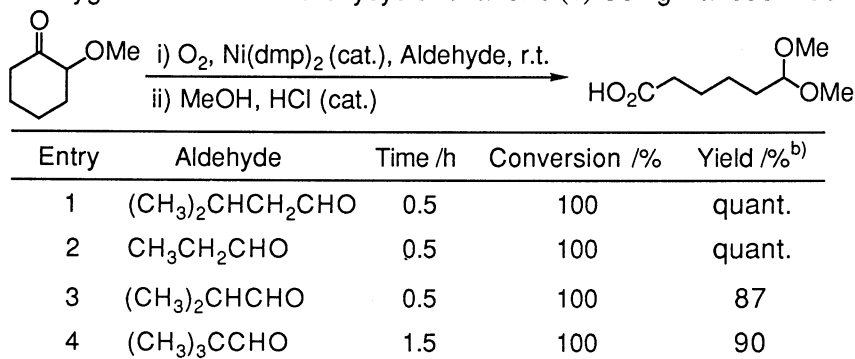 O
OMe
i) O2, Ni(dmp)2 (cat.), Aldehyde, r.t.
ii) MeOH, HCl (cat.)
OMe
HO2C
OMe
Entry Aldehyde Time /h Conversion /% Yield /%b)
1 (CH3)2CHCH2CHO 0.5 100 quant.
2 CH3CH2CHO 0.5 100 quant.
3 (CH3)2CHCHO 0.5 100 87
4 (CH3)3CCHO 1.5 100 90